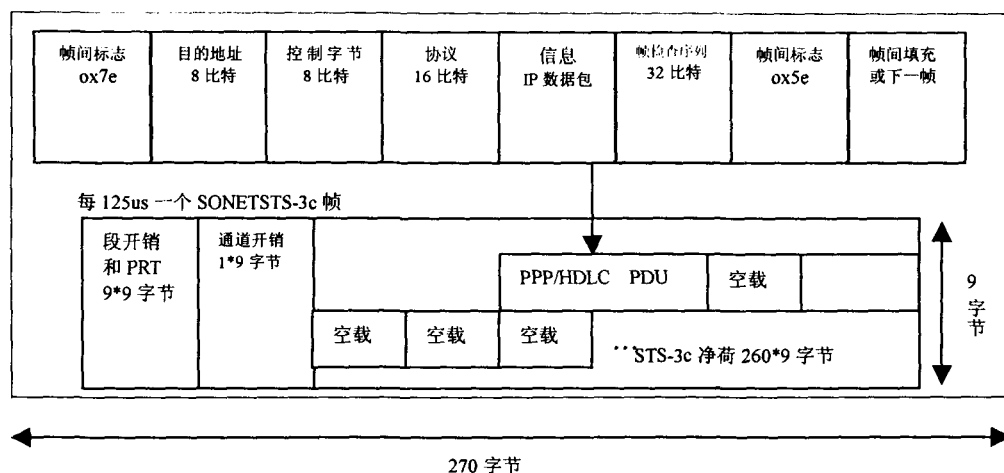 帧间标志
ox7e
目的地址
8 比特
控制字节
8 比特
协议
16 比特
信息
IP 数据包
帧检查序列
32 比特
帧间标志
ox5e
帧间填充
或下一帧
每 125us 一个 SONETSTS-3c 帧
段开销
和 PRT
9*9 字节
通道开销
1*9 字节
PPP/HDLC PDU
空载
空载
空载
空载
···STS-3c 净荷 260*9 字节
9
字
节
270 字节